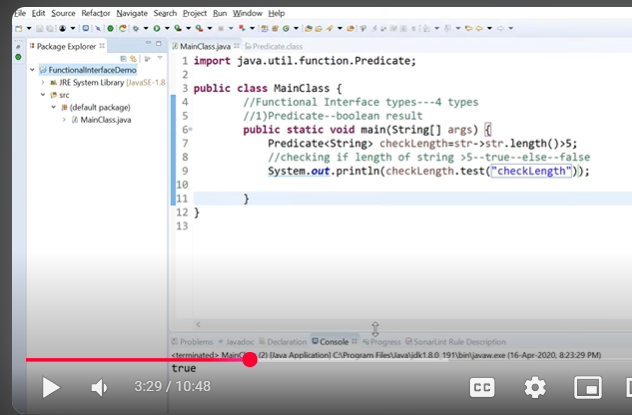 File Edit Source Refactor Navigate Search Project Run Window Help
Package Explorer
MainClass.java Predicate.class
FunctionalInterfaceDemo
JRE System Library [JavaSE-1.8
src
(default package)
MainClass.java
1 import java.util.function.Predicate;
2
3 public class MainClass {
4 //Functional Interface types---4 types
5 //1)Predicate--boolean result
6 public static void main(String[] args) {
7 Predicate<String> checkLength=str->str.length()>5;
8 //checking if length of string >5--true--else--false
9 System.out.println(checkLength.test("checkLength"));
10
11 }
12 }
13
Problems Javadoc Declaration Console Progress SonarLint Rule Description
<terminated> (2) [Java Application] C:\Program Files\Java\jdk1.8.0_191\bin\javaw.exe (16-Apr-2020, 8:23:29 PM)
true
3:29 / 10:48
CC